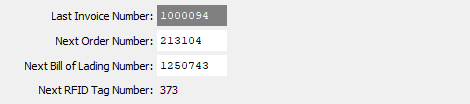 Last Invoice Number: 1000094
Next Order Number: 213104
Next Bill of Lading Number: 1250743
Next RFID Tag Number: 373